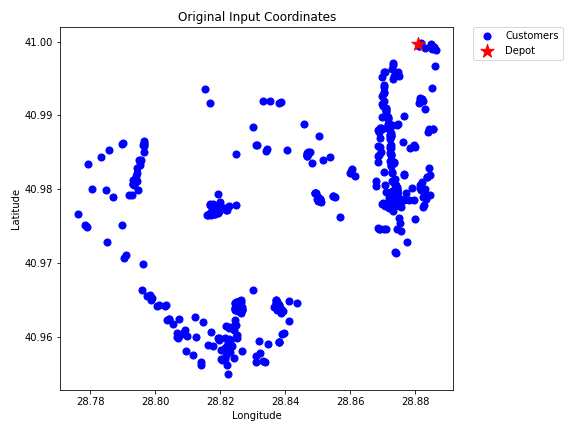 Original Input Coordinates
Customers
Depot
41.00
40.99
40.98
40.97
40.96
Latitude
28.78 28.80 28.82 28.84 28.86 28.88
Longitude